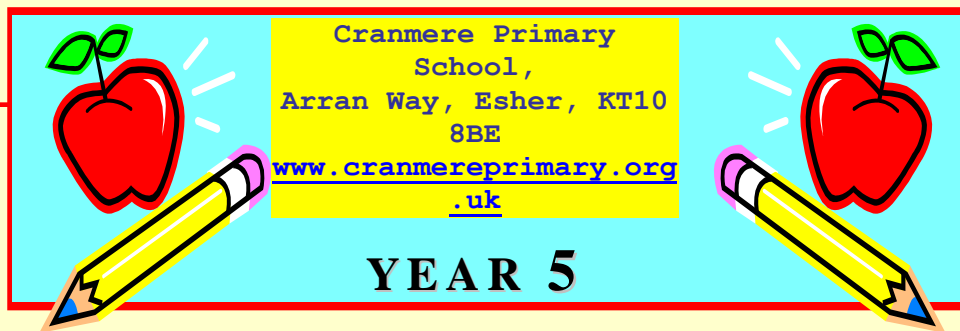 Cranmere Primary
School,
Arran Way, Esher, KT10
8BE
www.cranmereprimary.org
.uk
YEAR 5